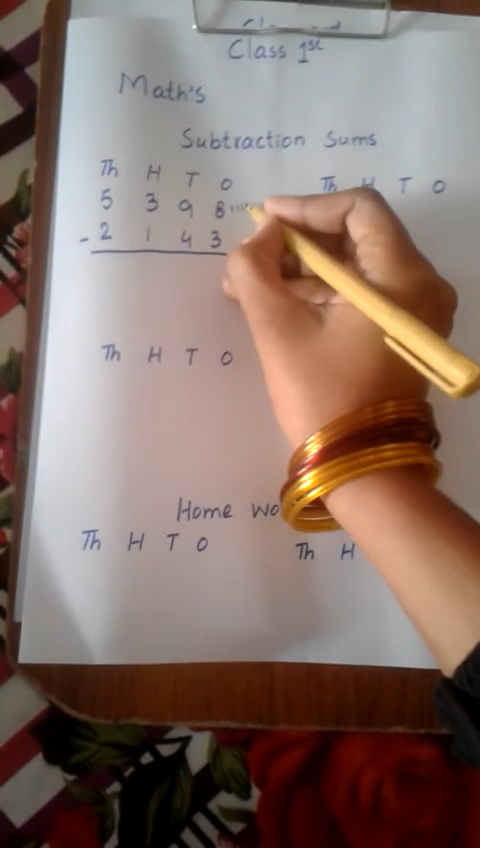 Class 1st
Math's
Subtraction Sums
Th H T O
5 3 9 8
- 2 1 4 3
Th H T O
Th H T O
Home
Th H T O
Th H